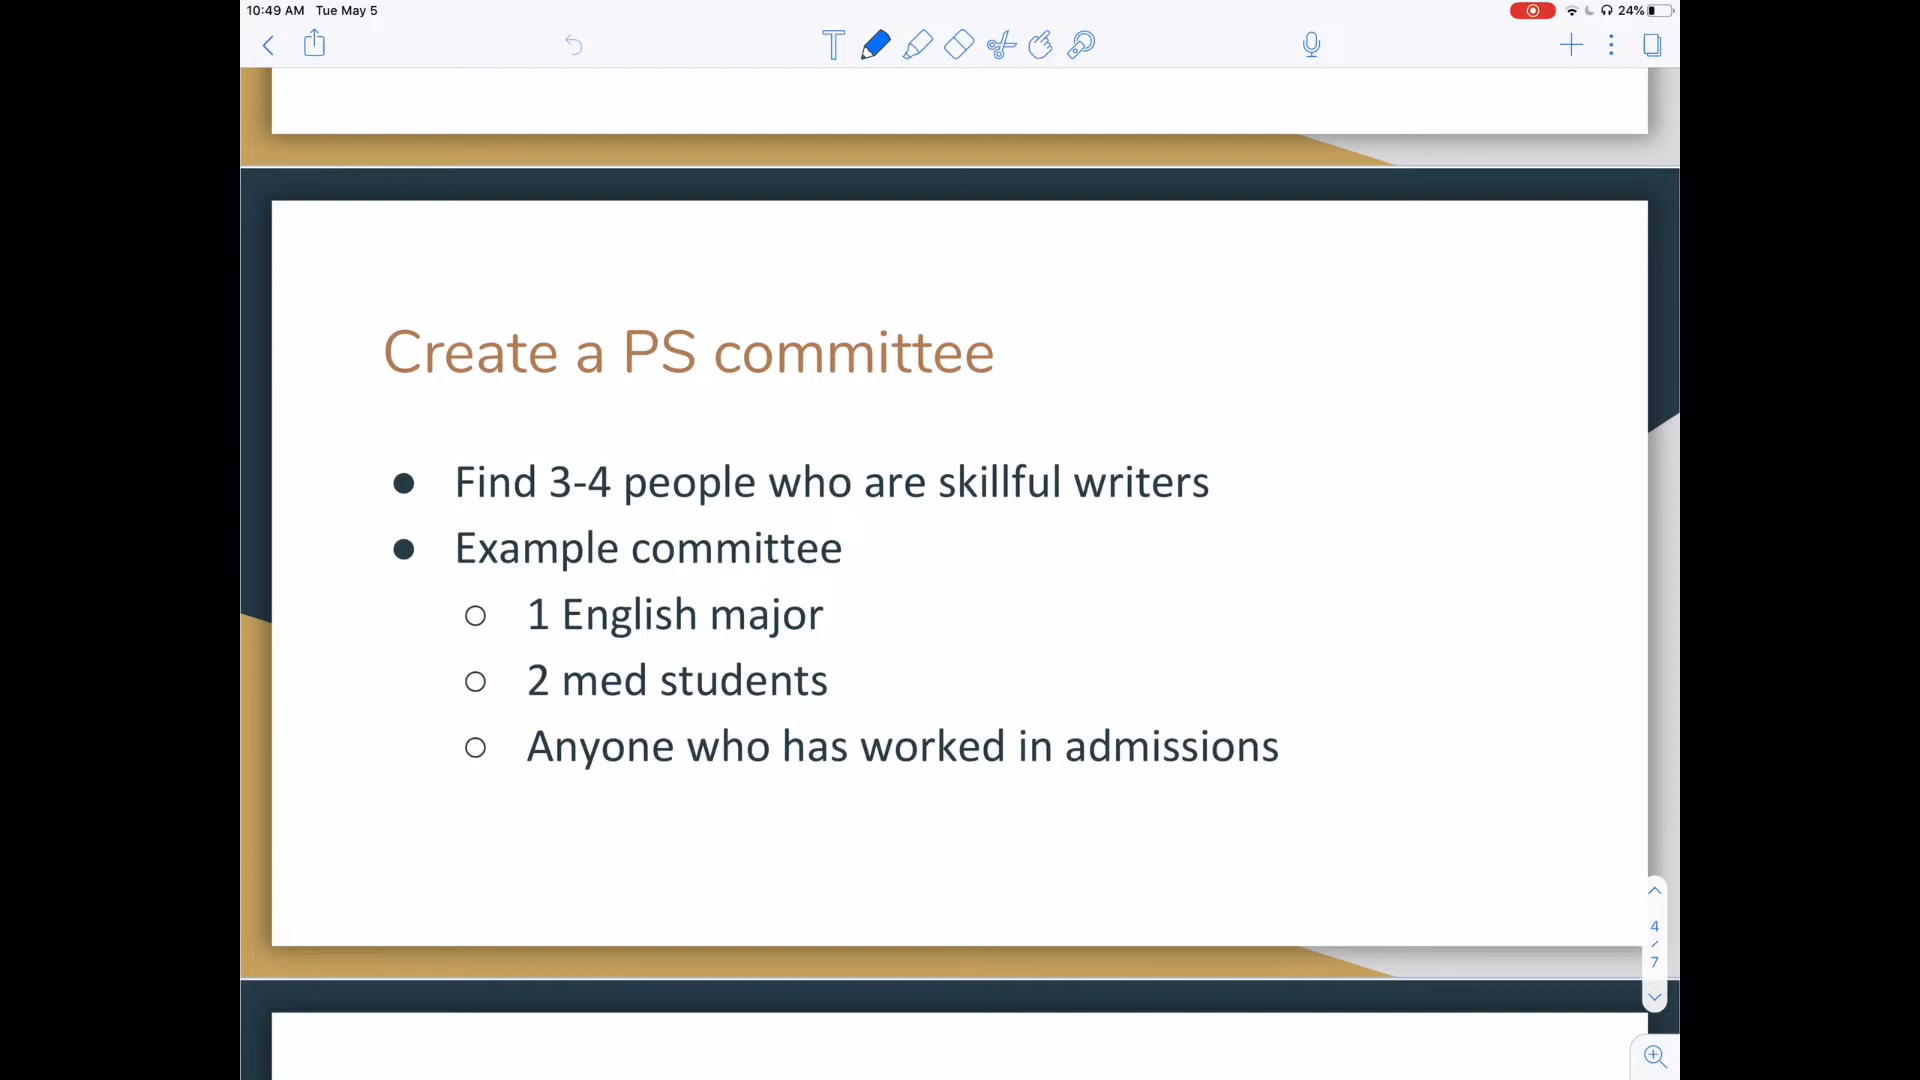 10:49 AM Tue May 5
24%
Create a PS committee
● Find 3-4 people who are skillful writers
● Example committee
○ 1 English major
○ 2 med students
○ Anyone who has worked in admissions
4
/
7